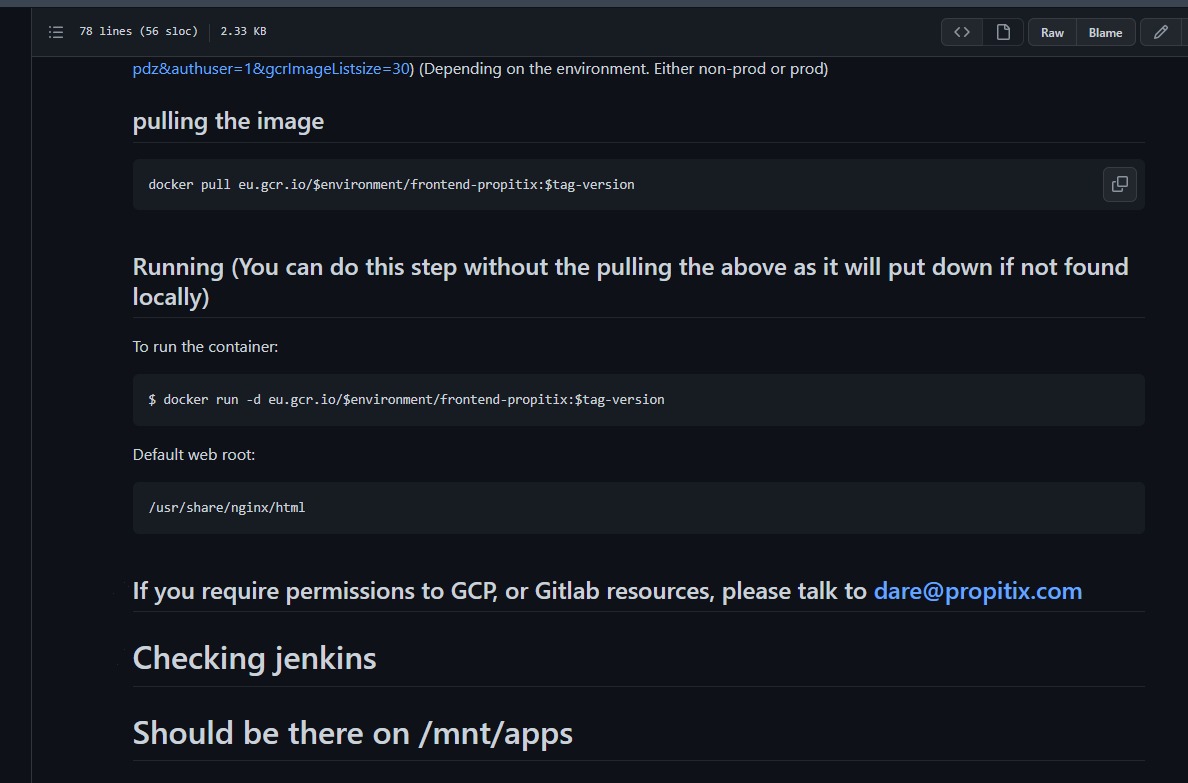 78 lines (56 sloc) 2.33 KB
Raw Blame
pdz&authuser=1&gcrImageListsize=30) (Depending on the environment. Either non-prod or prod)
pulling the image
docker pull eu.gcr.io/$environment/frontend-propitix:$tag-version
Running (You can do this step without the pulling the above as it will put down if not found
locally)
To run the container:
$ docker run -d eu.gcr.io/$environment/frontend-propitix:$tag-version
Default web root:
/usr/share/nginx/html
If you require permissions to GCP, or Gitlab resources, please talk to dare@propitix.com
Checking jenkins
Should be there on /mnt/apps